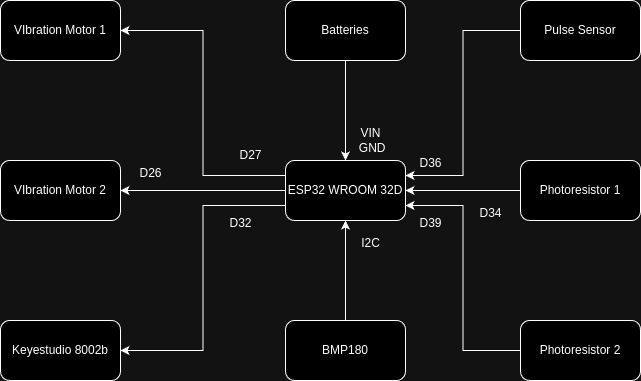 VIbration Motor 1
Batteries
Pulse Sensor
VIN
GND
D27
D36
D26
VIbration Motor 2
ESP32 WROOM 32D
Photoresistor 1
D32
D39
D34
I2C
Keyestudio 8002b
BMP180
Photoresistor 2